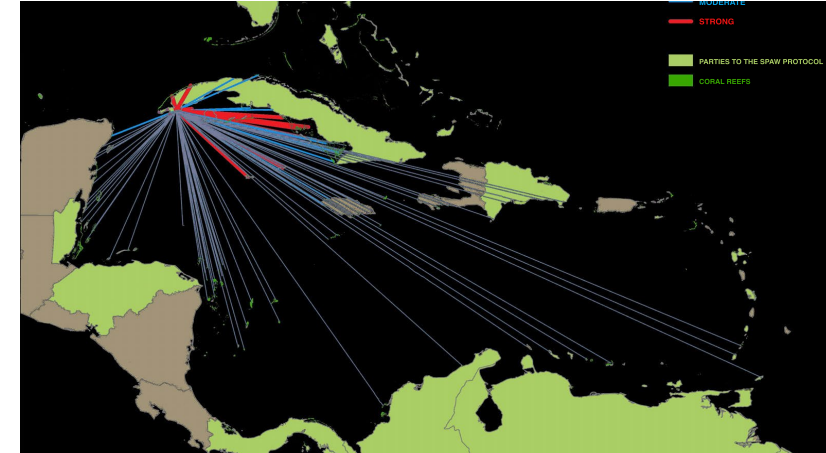 MODERATE
STRONG
PARTIES TO THE SPAW PROTOCOL
CORAL REEFS